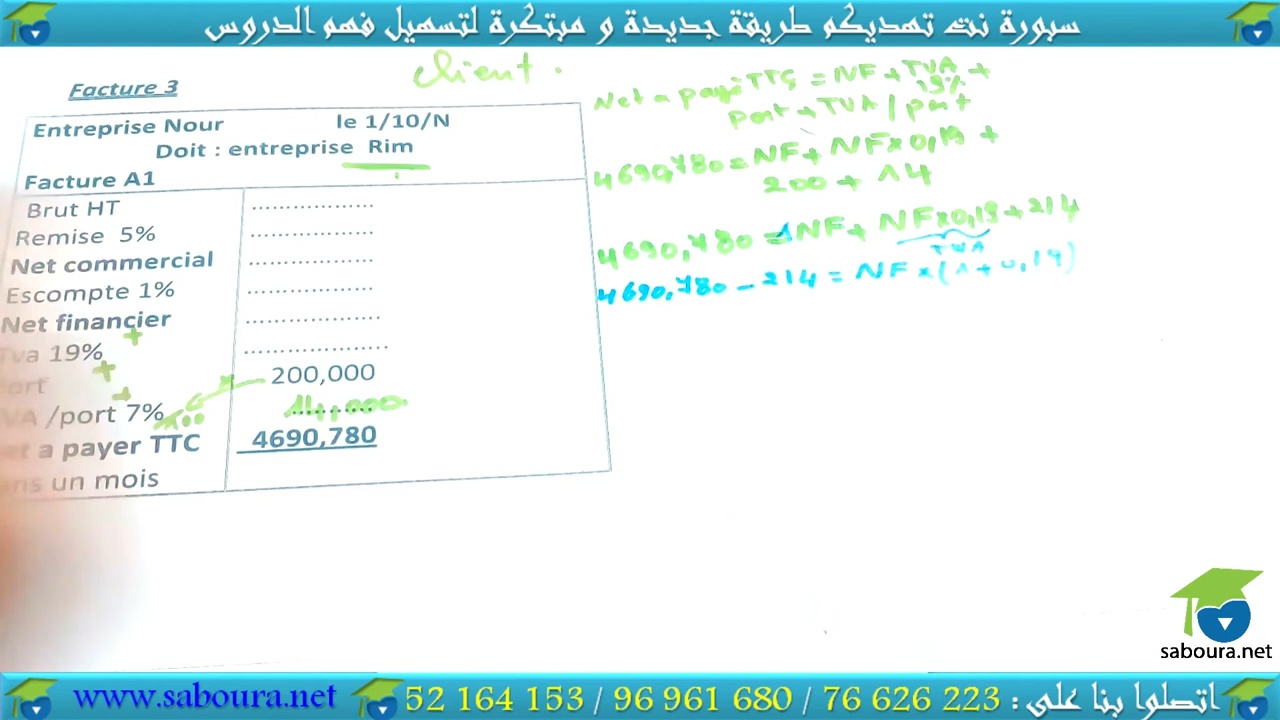 سبورة نت تهديكم طريقة جديدة و مبتكرة لتسهيل فهم الدروس
Facture 3
client .
Entreprise Nour le 1/10/N
Doit : entreprise Rim
Facture A1
Brut HT ..................
Remise 5% ..................
Net commercial ..................
Escompte 1% ..................
Net financier ...................
Tva 19% ....................
+
+
+
ort 200,000
VA /port 7% 14,000
x 200
et a payer TTC 4690,780
ans un mois
Net a payé TTC = NF + TVA 19% +
port + TVA / port
4690,780 = NF + NF x 0,19 +
200 + 14
4690,780 = 1NF + NF x 0,19 + 214
TVA
4690,780 - 214 = NF x (1 + 0,19)
saboura.net
www.saboura.net
52 164 153 / 96 961 680 / 76 626 223 : اتصلوا بنا على